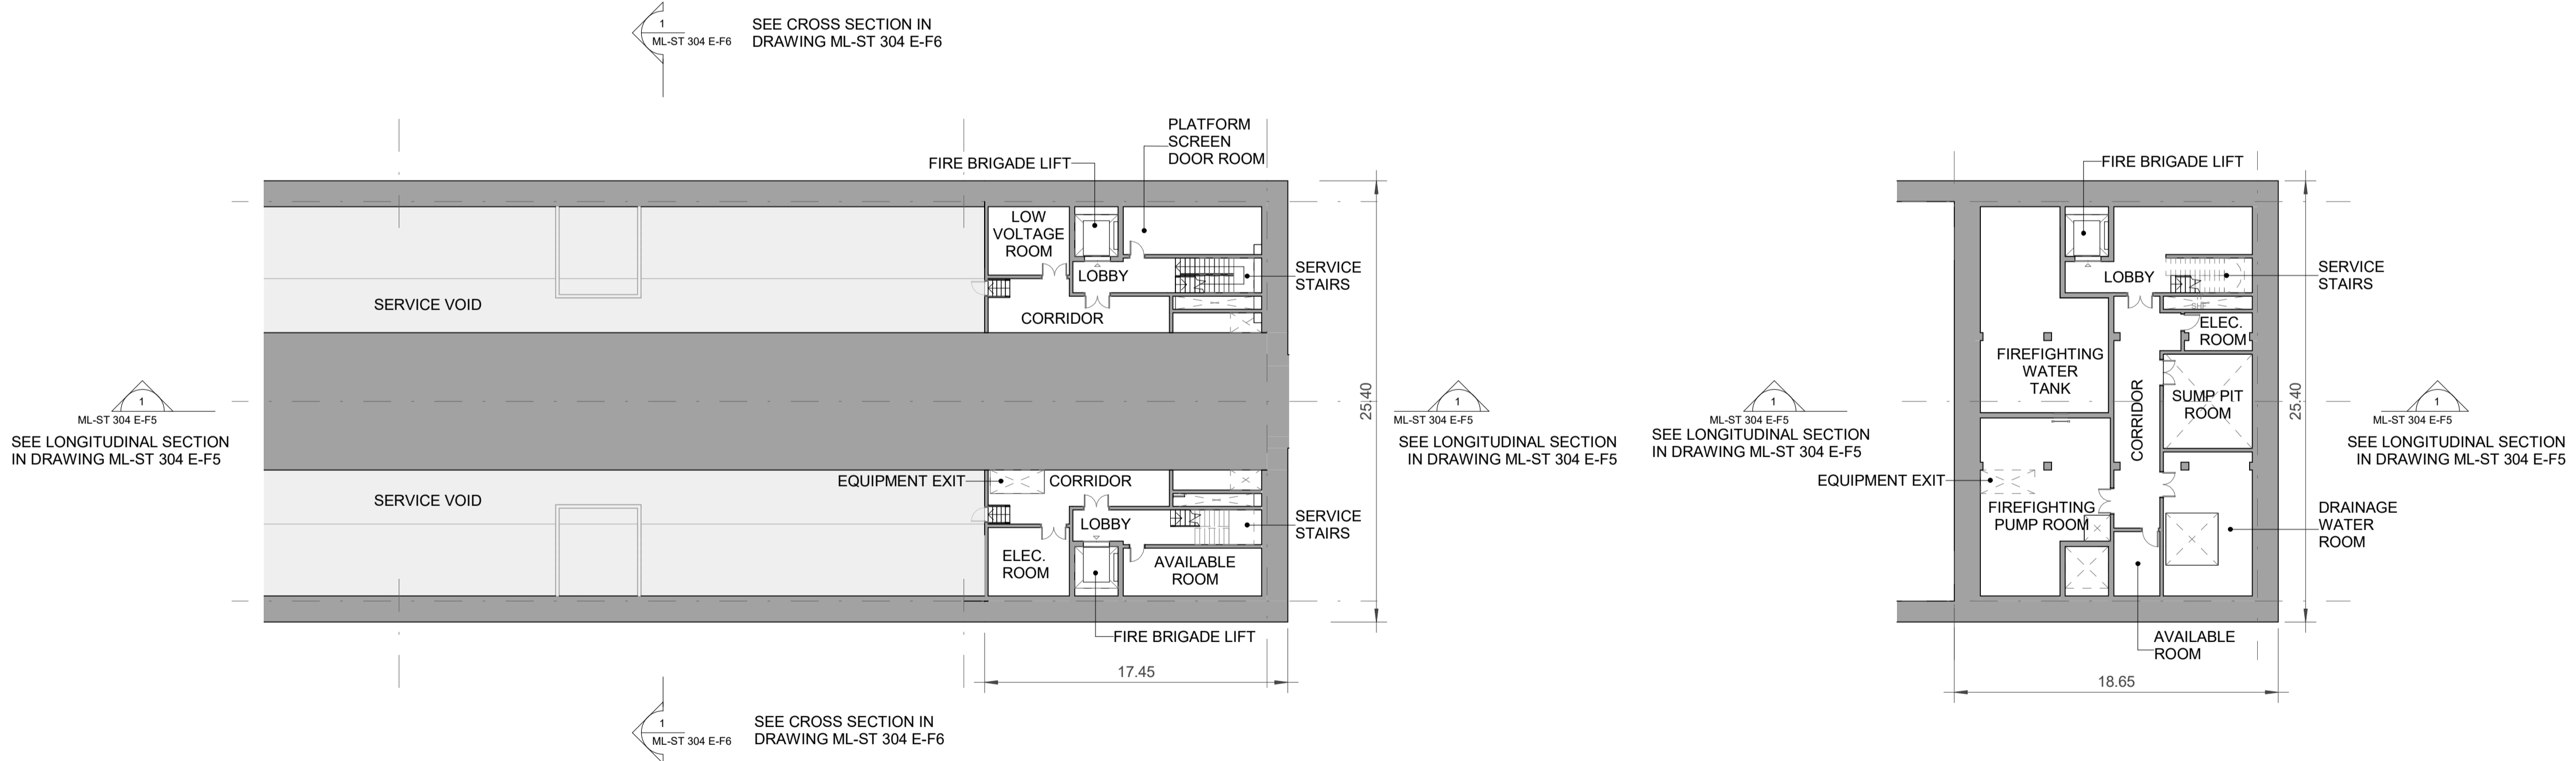 1
ML-ST 304 E-F6
SEE CROSS SECTION IN
DRAWING ML-ST 304 E-F6
PLATFORM
SCREEN
DOOR ROOM
FIRE BRIGADE LIFT
LOW
VOLTAGE
ROOM
LOBBY
SERVICE
STAIRS
SERVICE VOID
CORRIDOR
1
ML-ST 304 E-F5
SEE LONGITUDINAL SECTION
IN DRAWING ML-ST 304 E-F5
25.40
1
ML-ST 304 E-F5
SEE LONGITUDINAL SECTION
IN DRAWING ML-ST 304 E-F5
SERVICE VOID
EQUIPMENT EXIT
CORRIDOR
LOBBY
SERVICE
STAIRS
ELEC.
ROOM
AVAILABLE
ROOM
FIRE BRIGADE LIFT
17.45
1
ML-ST 304 E-F6
SEE CROSS SECTION IN
DRAWING ML-ST 304 E-F6
FIRE BRIGADE LIFT
LOBBY
SERVICE
STAIRS
ELEC.
ROOM
FIREFIGHTING
WATER
TANK
CORRIDOR
SUMP PIT
ROOM
25.40
1
ML-ST 304 E-F5
SEE LONGITUDINAL SECTION
IN DRAWING ML-ST 304 E-F5
1
ML-ST 304 E-F5
SEE LONGITUDINAL SECTION
IN DRAWING ML-ST 304 E-F5
EQUIPMENT EXIT
FIREFIGHTING
PUMP ROOM
DRAINAGE
WATER
ROOM
AVAILABLE
ROOM
18.65